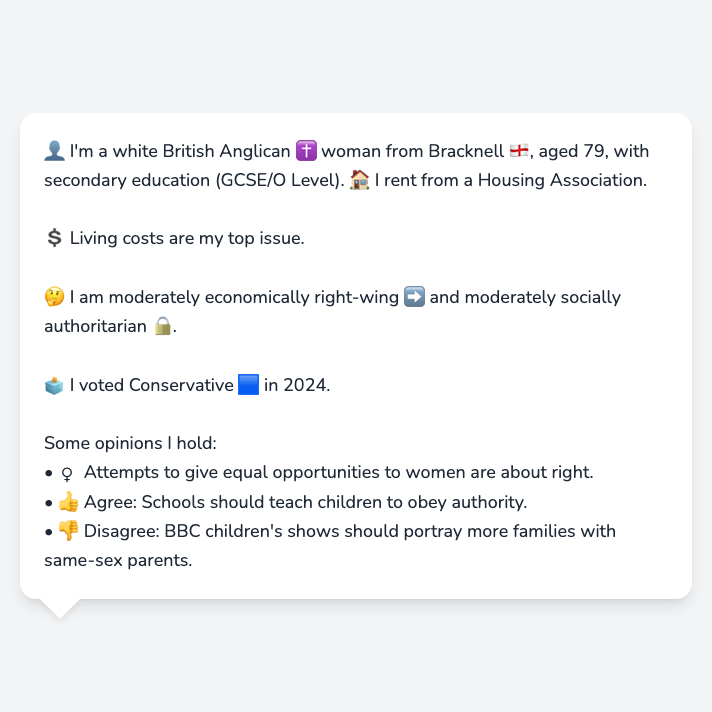 👤 I'm a white British Anglican ✝️ woman from Bracknell 🏴󠁧󠁢󠁥󠁮󠁧󠁿, aged 79, with
secondary education (GCSE/O Level). 🏠 I rent from a Housing Association.
💲 Living costs are my top issue.
🤔 I am moderately economically right-wing ➡️ and moderately socially
authoritarian 🔒.
🗳️ I voted Conservative 🟦 in 2024.
Some opinions I hold:
• ♀️ Attempts to give equal opportunities to women are about right.
• 👍 Agree: Schools should teach children to obey authority.
• 👎 Disagree: BBC children's shows should portray more families with
same-sex parents.